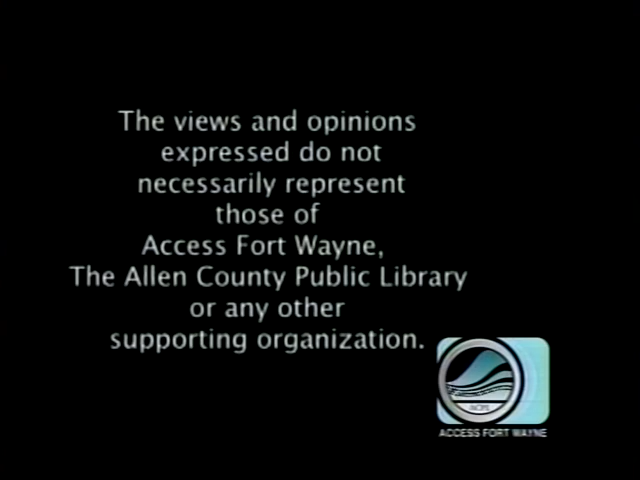 The views and opinions
expressed do not
necessarily represent
those of
Access Fort Wayne,
The Allen County Public Library
or any other
supporting organization.
ACPL
ACCESS FORT WAYNE